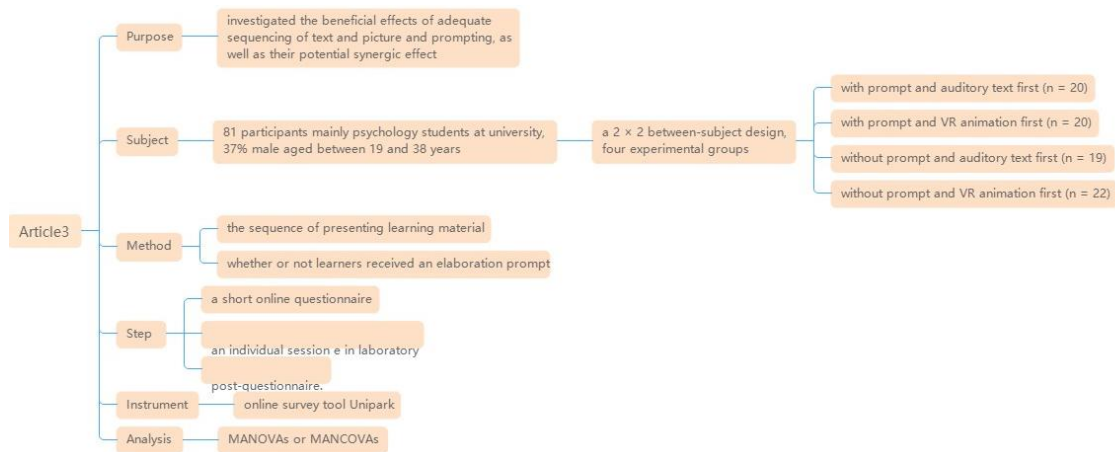 Article3
Purpose
investigated the beneficial effects of adequate
sequencing of text and picture and prompting, as
well as their potential synergic effect
Subject
81 participants mainly psychology students at university,
37% male aged between 19 and 38 years
a 2 × 2 between-subject design,
four experimental groups
with prompt and auditory text first (n = 20)
with prompt and VR animation first (n = 20)
without prompt and auditory text first (n = 19)
without prompt and VR animation first (n = 22)
Method
the sequence of presenting learning material
whether or not learners received an elaboration prompt
Step
a short online questionnaire
an individual session e in laboratory
post-questionnaire.
Instrument
online survey tool Unipark
Analysis
MANOVAs or MANCOVAs